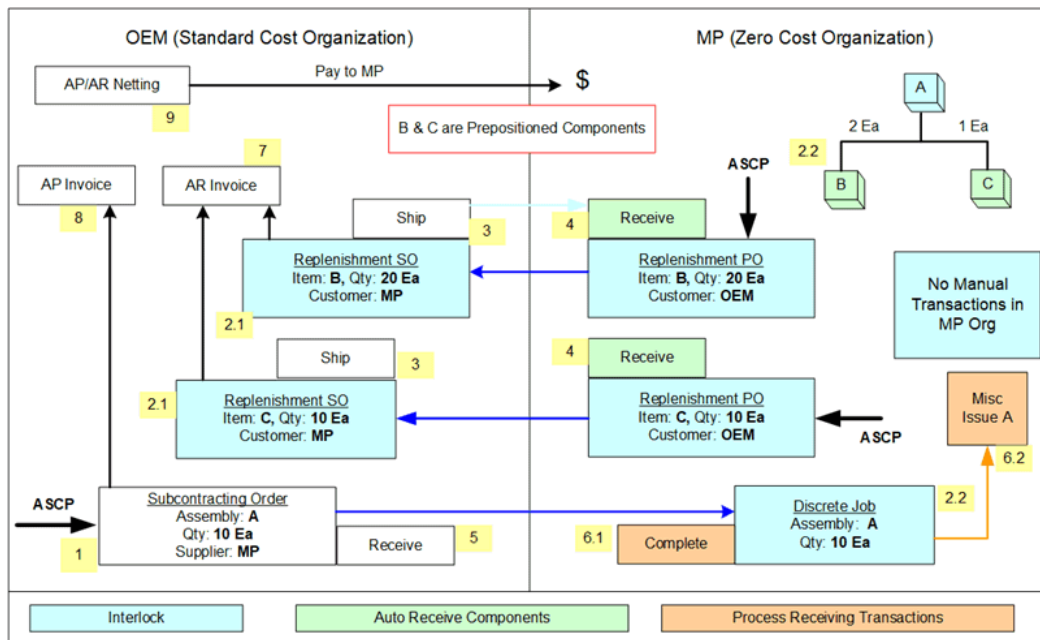 OEM (Standard Cost Organization)
MP (Zero Cost Organization)
AP/AR Netting
Pay to MP
$
9
B & C are Prepositioned Components
A
2 Ea
1 Ea
2.2
B
C
7
AP Invoice
8
AR Invoice
ASCP
Ship
3
4
Receive
Replenishment SO
Item: B, Qty: 20 Ea
Customer: MP
2.1
Replenishment PO
Item: B, Qty: 20 Ea
Customer: OEM
No Manual
Transactions in
MP Org
Ship
3
4
Receive
2.1
Replenishment SO
Item: C, Qty: 10 Ea
Customer: MP
Replenishment PO
Item: C, Qty: 10 Ea
Customer: OEM
ASCP
Misc
Issue A
6.2
ASCP
1
Subcontracting Order
Assembly: A
Qty: 10 Ea
Supplier: MP
Receive
5
6.1
Complete
Discrete Job
Assembly: A
Qty: 10 Ea
2.2
Interlock
Auto Receive Components
Process Receiving Transactions